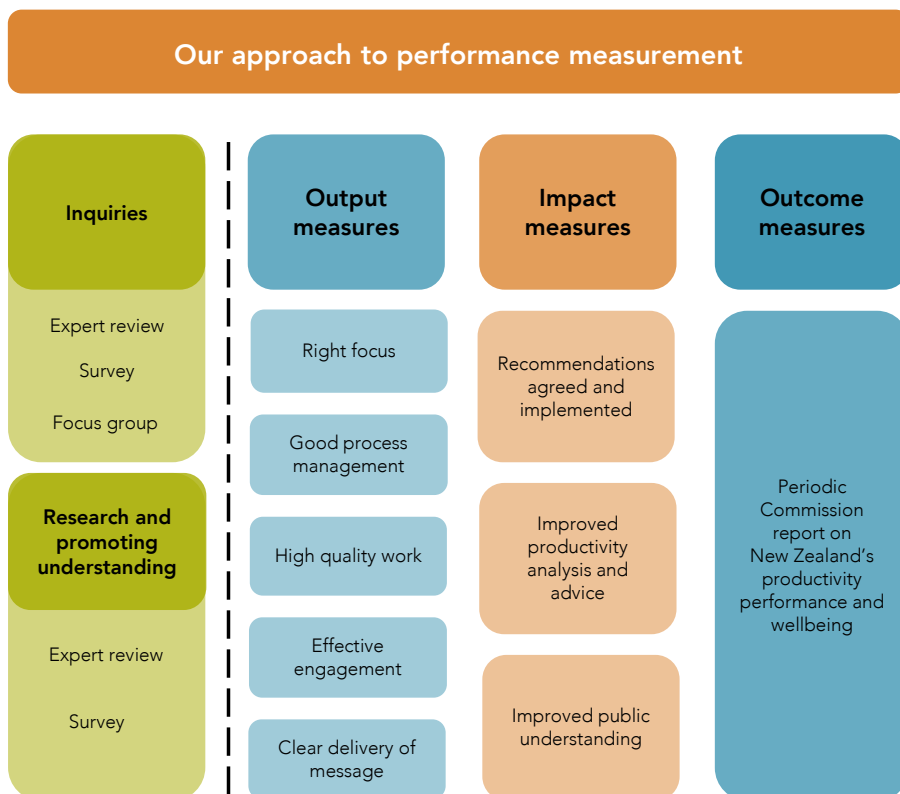 Our approach to performance measurement
Inquiries
Expert review
Survey
Focus group
Research and
promoting
understanding
Expert review
Survey
Output
measures
Right focus
Good process
management
High quality work
Effective
engagement
Clear delivery of
message
Impact
measures
Recommendations
agreed and
implemented
Improved
productivity
analysis and
advice
Improved public
understanding
Outcome
measures
Periodic
Commission
report on
New Zealand’s
productivity
performance and
wellbeing